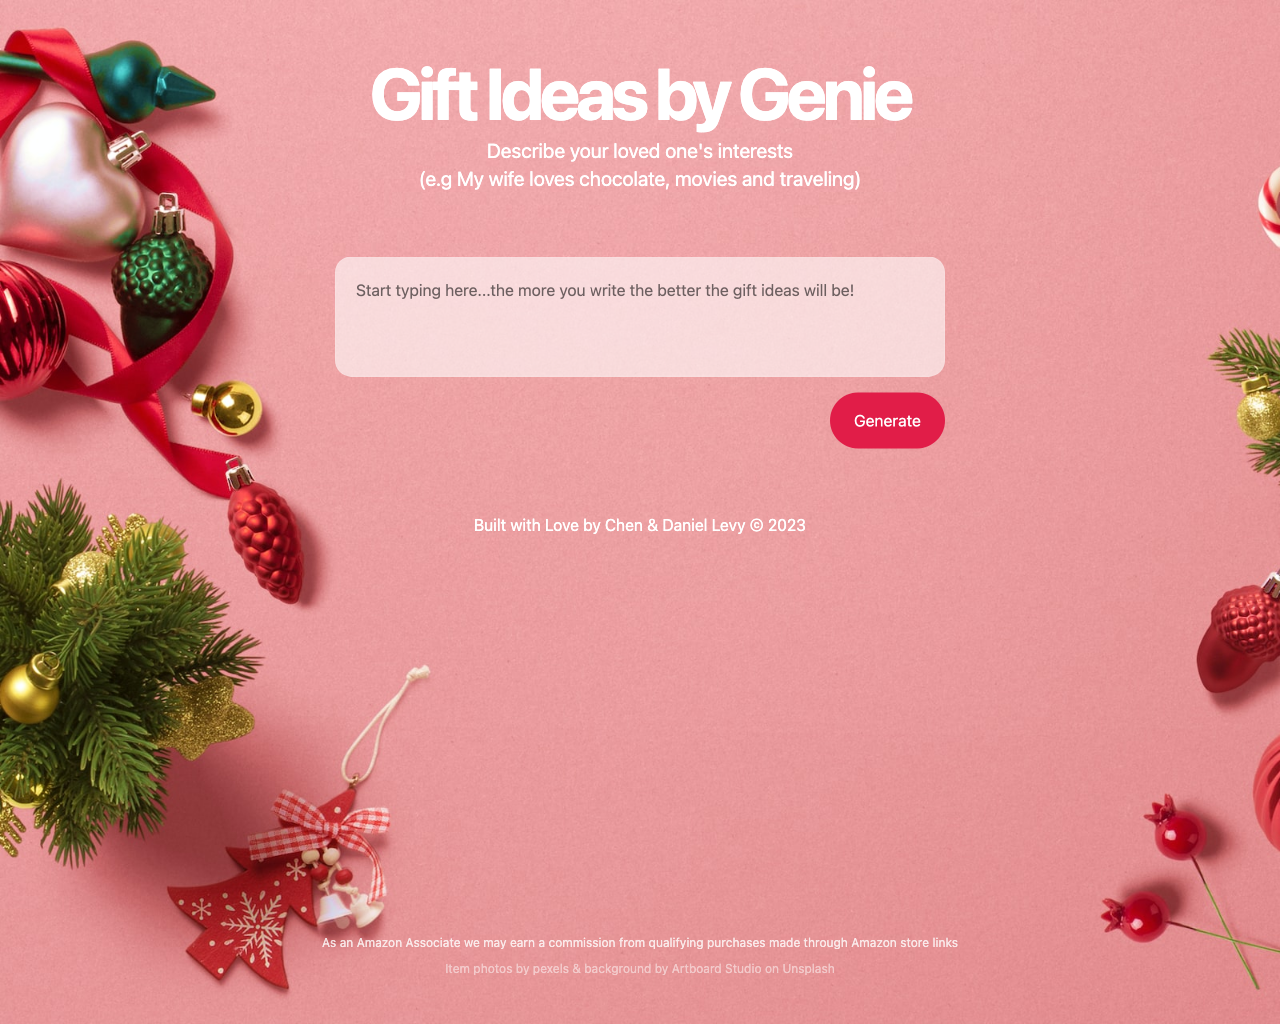 Gift Ideas by Genie
Describe your loved one's interests
(e.g My wife loves chocolate, movies and traveling)
Start typing here...the more you write the better the gift ideas will be!
Generate
Built with Love by Chen & Daniel Levy © 2023
As an Amazon Associate we may earn a commission from qualifying purchases made through Amazon store links
Item photos by pexels & background by Artboard Studio on Unsplash